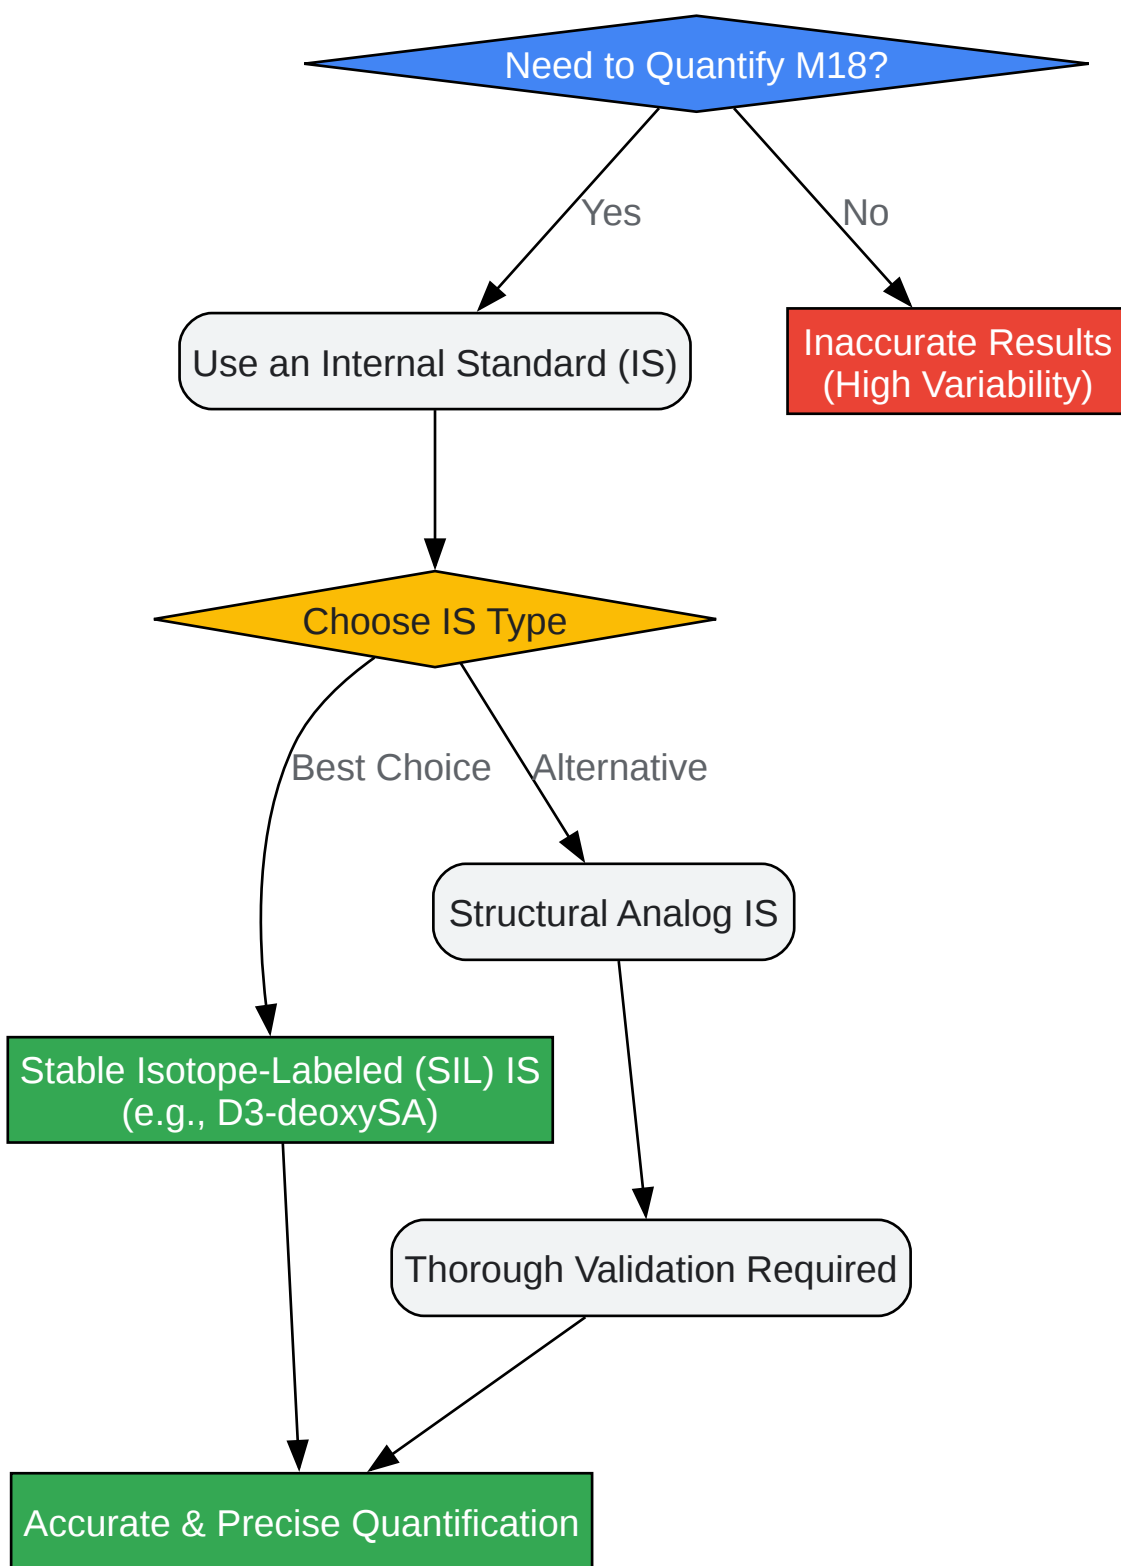 Need to Quantify M18?
Yes
No
Use an Internal Standard (IS)
Inaccurate Results
(High Variability)
Choose IS Type
Best Choice
Alternative
Structural Analog IS
Stable Isotope-Labeled (SIL) IS
(e.g., D3-deoxySA)
Thorough Validation Required
Accurate & Precise Quantification